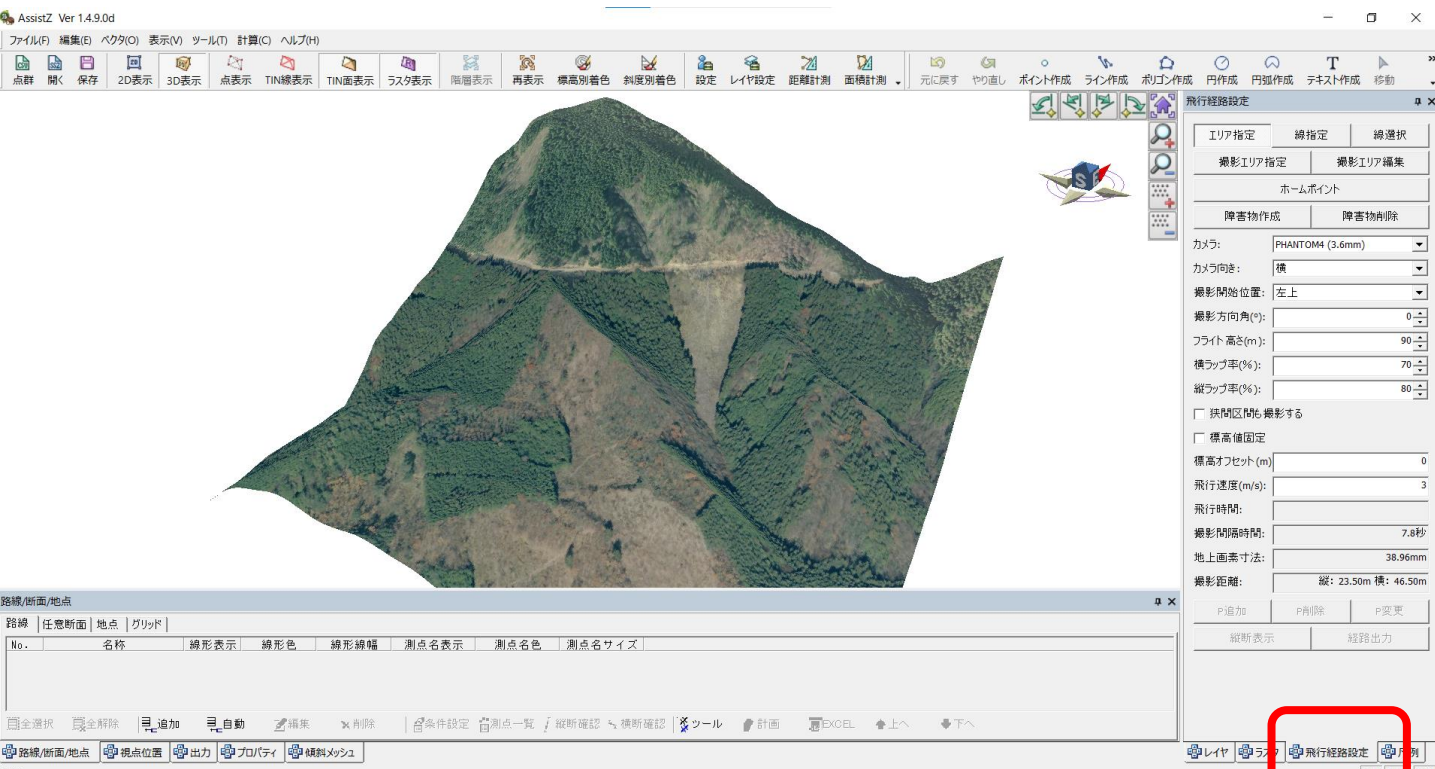 AssistZ Ver 1.4.9.0d
ファイル(F) 編集(E) ベクタ(O) 表示(V) ツール(T) 計算(C) ヘルプ(H)
点群 開く 保存 2D表示 3D表示 点表示 TIN線表示 TIN面表示 ラスタ表示 階層表示 再表示 標高別着色 斜度別着色 設定 レイヤ設定 距離計測 面積計測 元に戻す やり直し ポイント作成 ライン作成 ポリゴン作成 円作成 円弧作成 テキスト作成 移動
飛行経路設定
エリア指定 線指定 線選択
撮影エリア指定 撮影エリア編集
ホームポイント
障害物作成 障害物削除
カメラ: PHANTOM4 (3.6mm)
カメラ向き: 横
撮影開始位置: 左上
撮影方向角(°): 0
フライト高さ(m): 90
横ラップ率(%): 70
縦ラップ率(%): 80
狭間区間も撮影する
標高値固定
標高オフセット(m) 0
飛行速度(m/s): 3
飛行時間:
撮影間隔時間: 7.8秒
地上画素寸法: 38.96mm
撮影距離: 縦: 23.50m 横: 46.50m
P追加 P削除 P変更
縦断表示 経路出力
S
路線/断面/地点
路線 任意断面 地点 グリッド
No. 名称 線形表示 線形色 線形線幅 測点名表示 測点名色 測点名サイズ
全選択 全解除 追加 自動 編集 削除 条件設定 測点一覧 縦断確認 横断確認 ツール 計画 EXCEL 上へ 下へ
路線/断面/地点 視点位置 出力 プロパティ 傾斜メッシュ
レイヤ 飛行経路設定